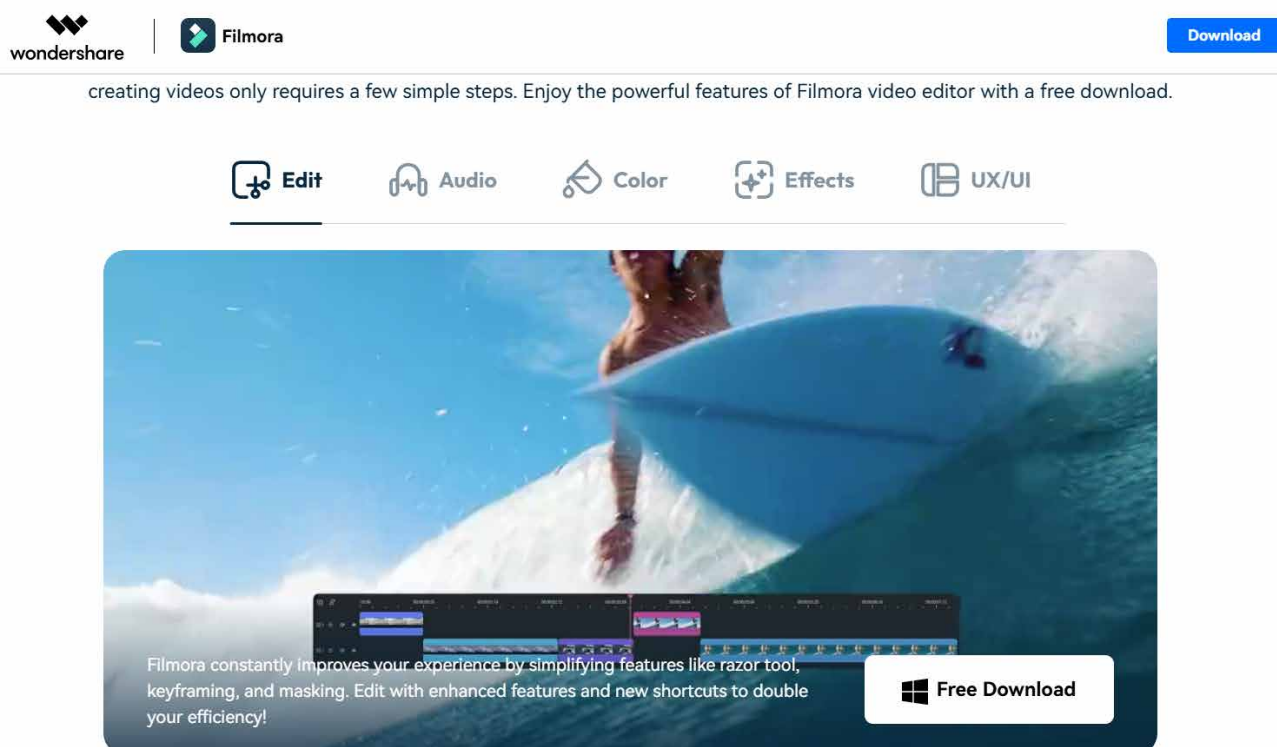 wondershare
Filmora
Download
creating videos only requires a few simple steps. Enjoy the powerful features of Filmora video editor with a free download.
Edit
Audio
Color
Effects
UX/UI
Filmora constantly improves your experience by simplifying features like razor tool,
keyframing, and masking. Edit with enhanced features and new shortcuts to double
your efficiency!
Free Download